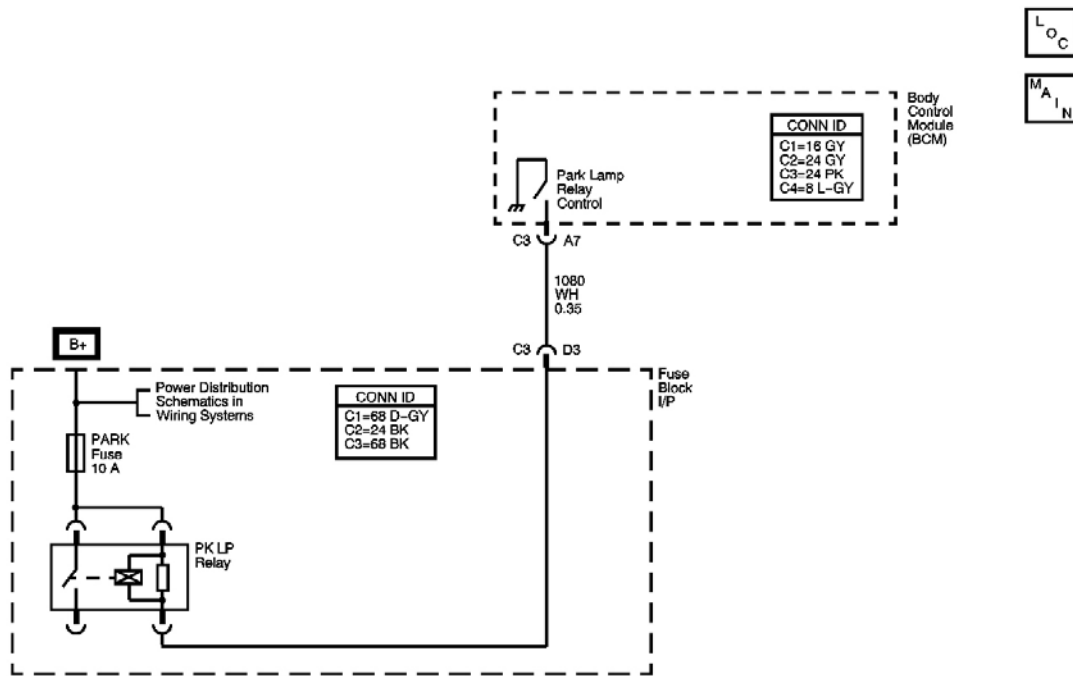 LOC
MAIN
Body
Control
Module
(BCM)
CONN ID
C1=16 GY
C2=24 GY
C3=24 PK
C4=8 L-GY
Park Lamp
Relay
Control
C3 A7
1080
WH
0.35
C3 D3
B+
Fuse
Block
I/P
Power Distribution
Schematics in
Wiring Systems
CONN ID
C1=68 D-GY
C2=24 BK
C3=68 BK
PARK
Fuse
10 A
PK LP
Relay